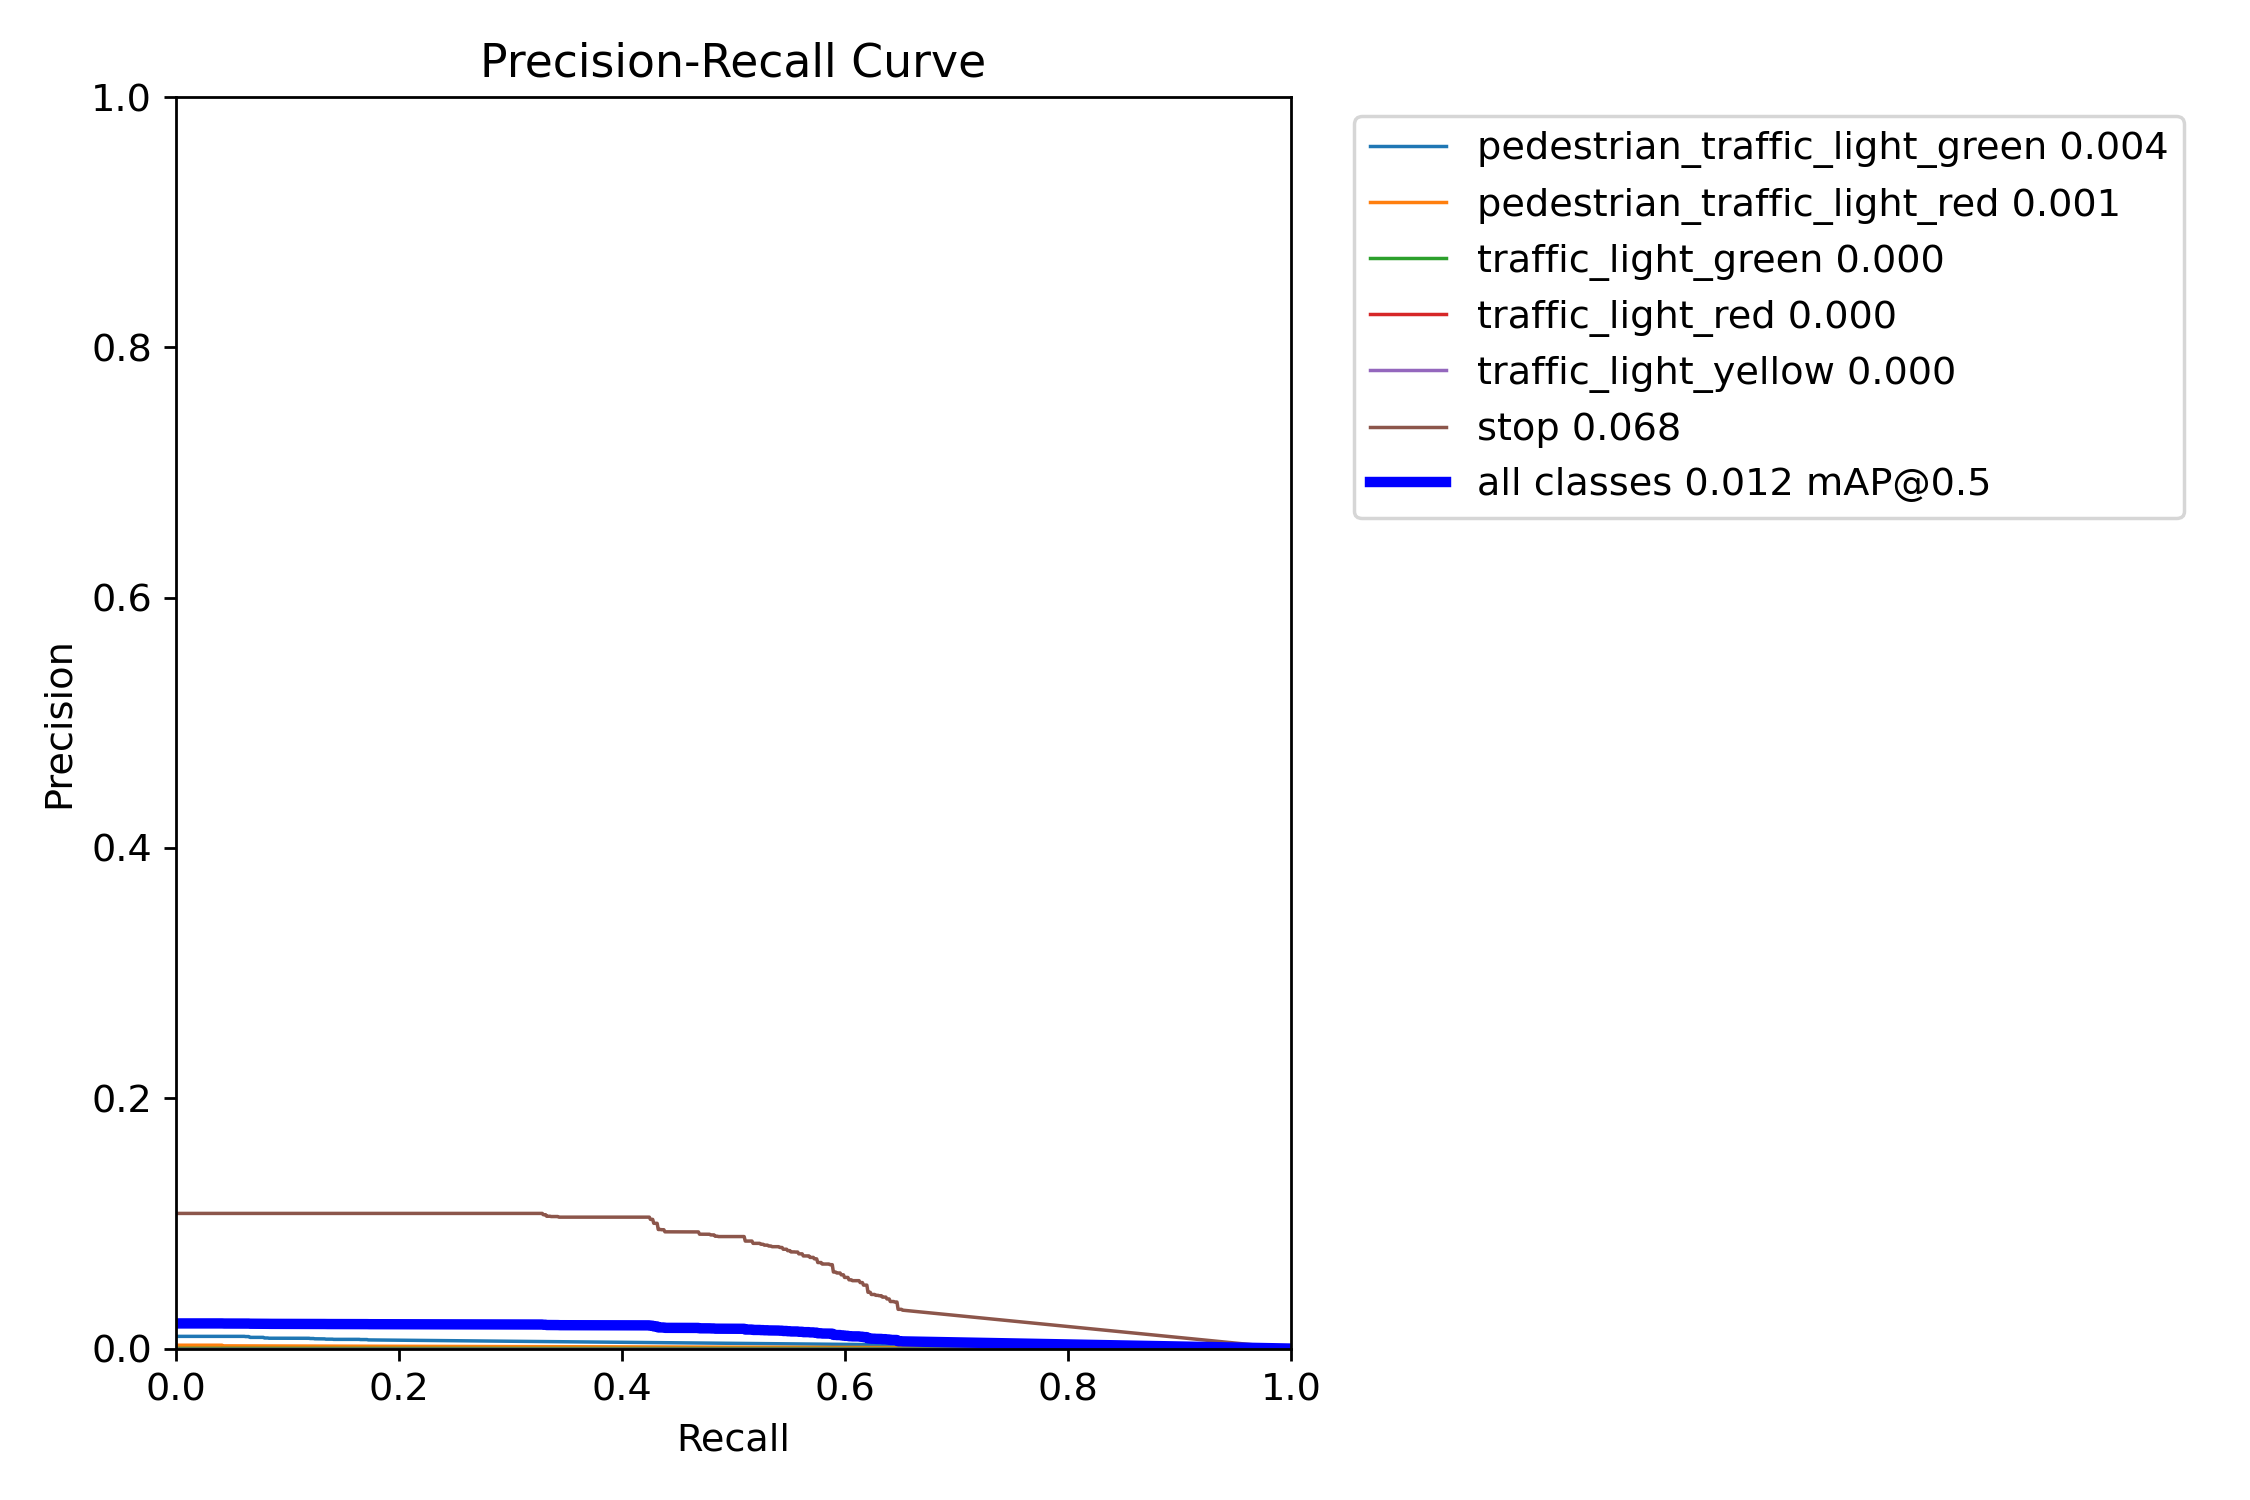 Precision-Recall Curve
1.0
0.8
0.6
0.4
0.2
0.0
Precision
0.0 0.2 0.4 0.6 0.8 1.0
Recall
pedestrian_traffic_light_green 0.004
pedestrian_traffic_light_red 0.001
traffic_light_green 0.000
traffic_light_red 0.000
traffic_light_yellow 0.000
stop 0.068
all classes 0.012 mAP@0.5